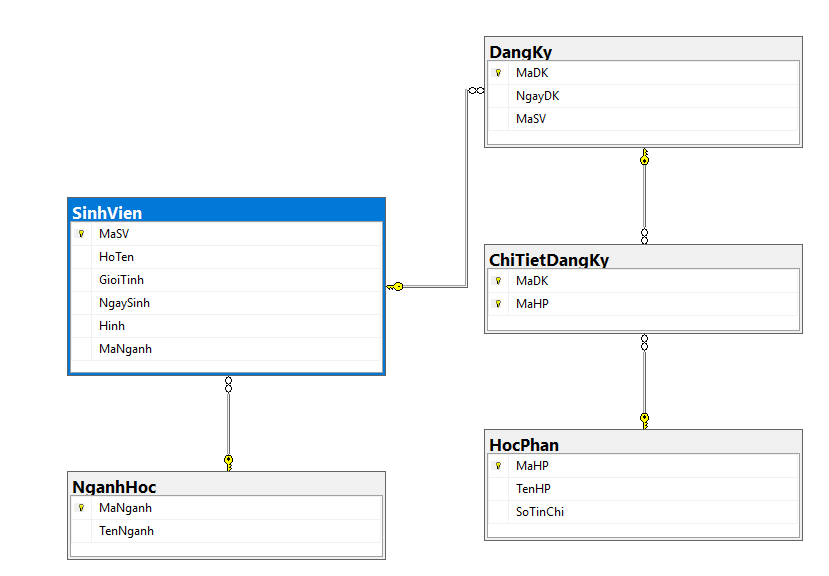 DangKy
MaDK
NgayDK
MaSV
SinhVien
MaSV
HoTen
GioiTinh
NgaySinh
Hinh
MaNganh
ChiTietDangKy
MaDK
MaHP
HocPhan
MaHP
TenHP
SoTinChi
NganhHoc
MaNganh
TenNganh